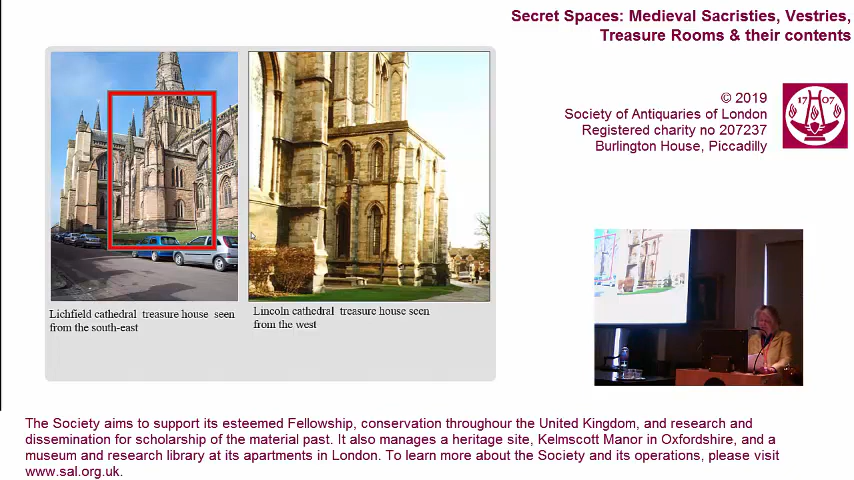 Secret Spaces: Medieval Sacristies, Vestries,
Treasure Rooms & their contents
© 2019
Society of Antiquaries of London
Registered charity no 207237
Burlington House, Piccadilly
17 07
Lichfield cathedral treasure house seen
from the south-east
Lincoln cathedral treasure house seen
from the west
The Society aims to support its esteemed Fellowship, conservation throughour the United Kingdom, and research and
dissemination for scholarship of the material past. It also manages a heritage site, Kelmscott Manor in Oxfordshire, and a
museum and research library at its apartments in London. To learn more about the Society and its operations, please visit
www.sal.org.uk.